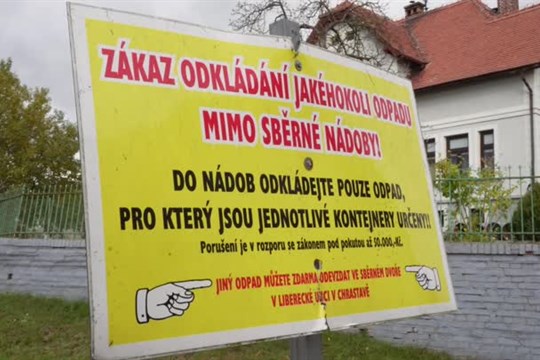 ZÁKAZ ODKLÁDÁNÍ JAKÉHOKOLI ODPADU
MIMO SBĚRNÉ NÁDOBY!
DO NÁDOB ODKLÁDEJTE POUZE ODPAD,
PRO KTERÝ JSOU JEDNOTLIVÉ KONTEJNERY URČENY!!
Porušení je v rozporu se zákonem pod pokutou až 50.000,-Kč.
JINÝ ODPAD MŮŽETE ZDARMA ODEVZDAT VE SBĚRNÉM DVOŘE
V LIBERECKÉ ULICI V CHRASTAVĚ